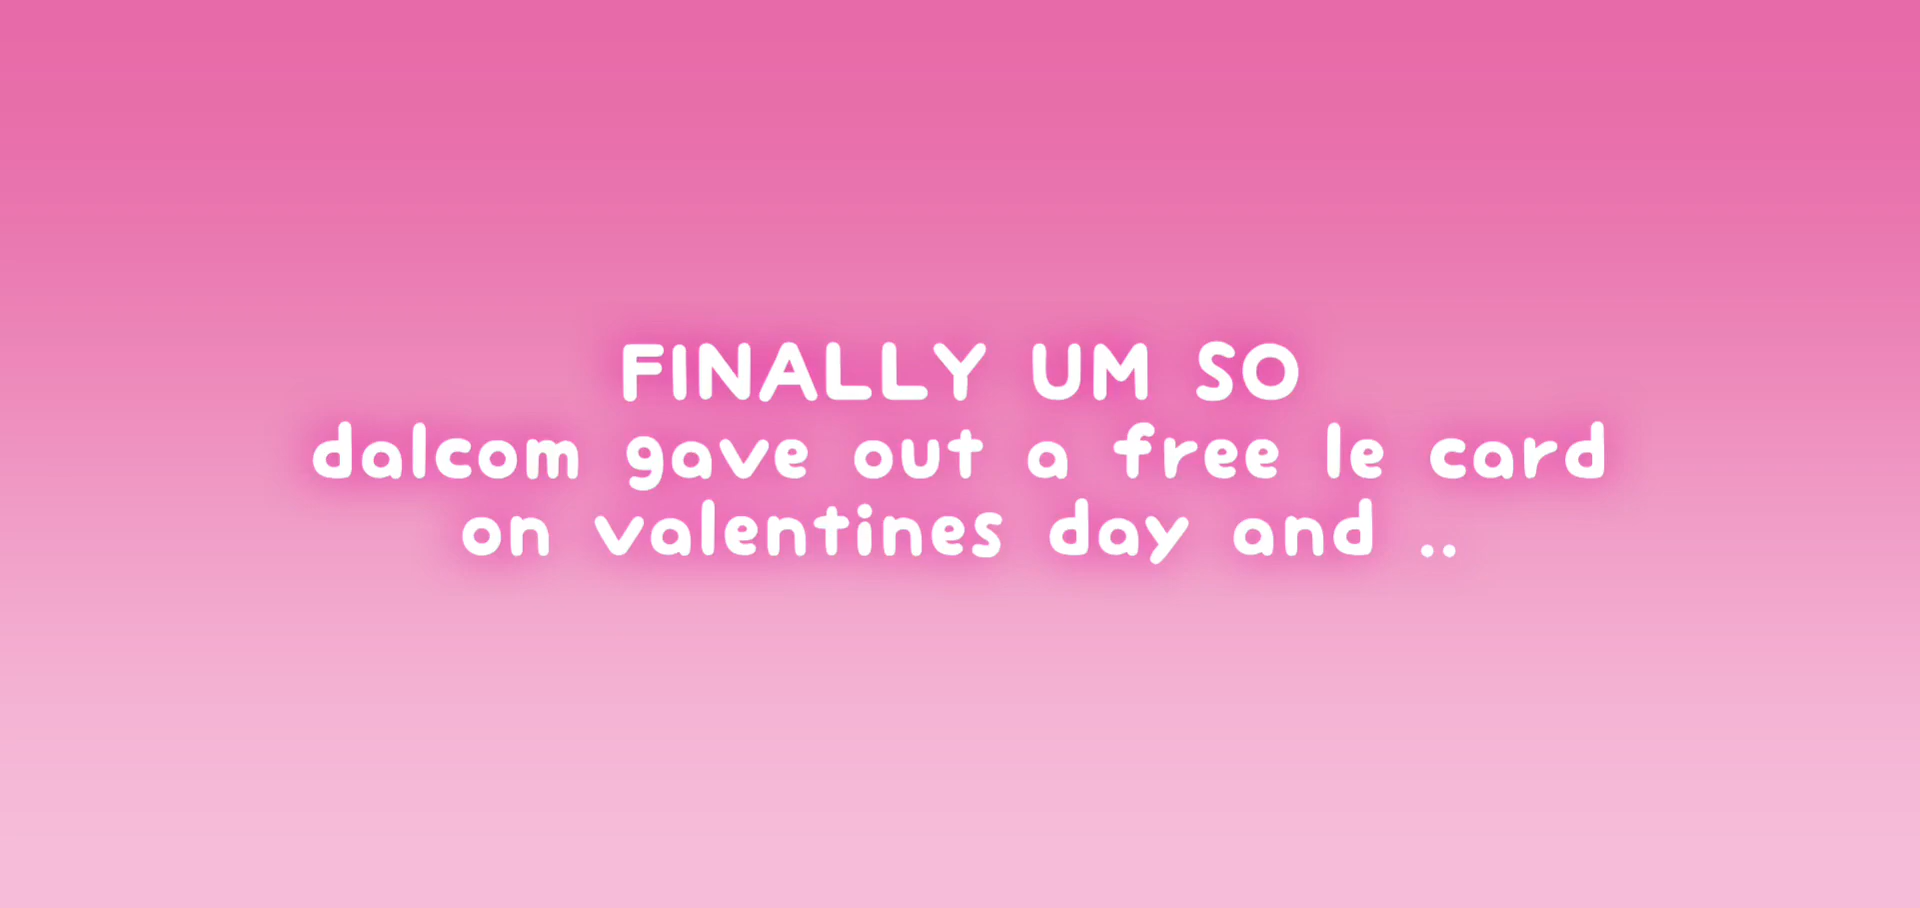 FINALLY UM SO
dalcom gave out a free le card
on valentines day and ..